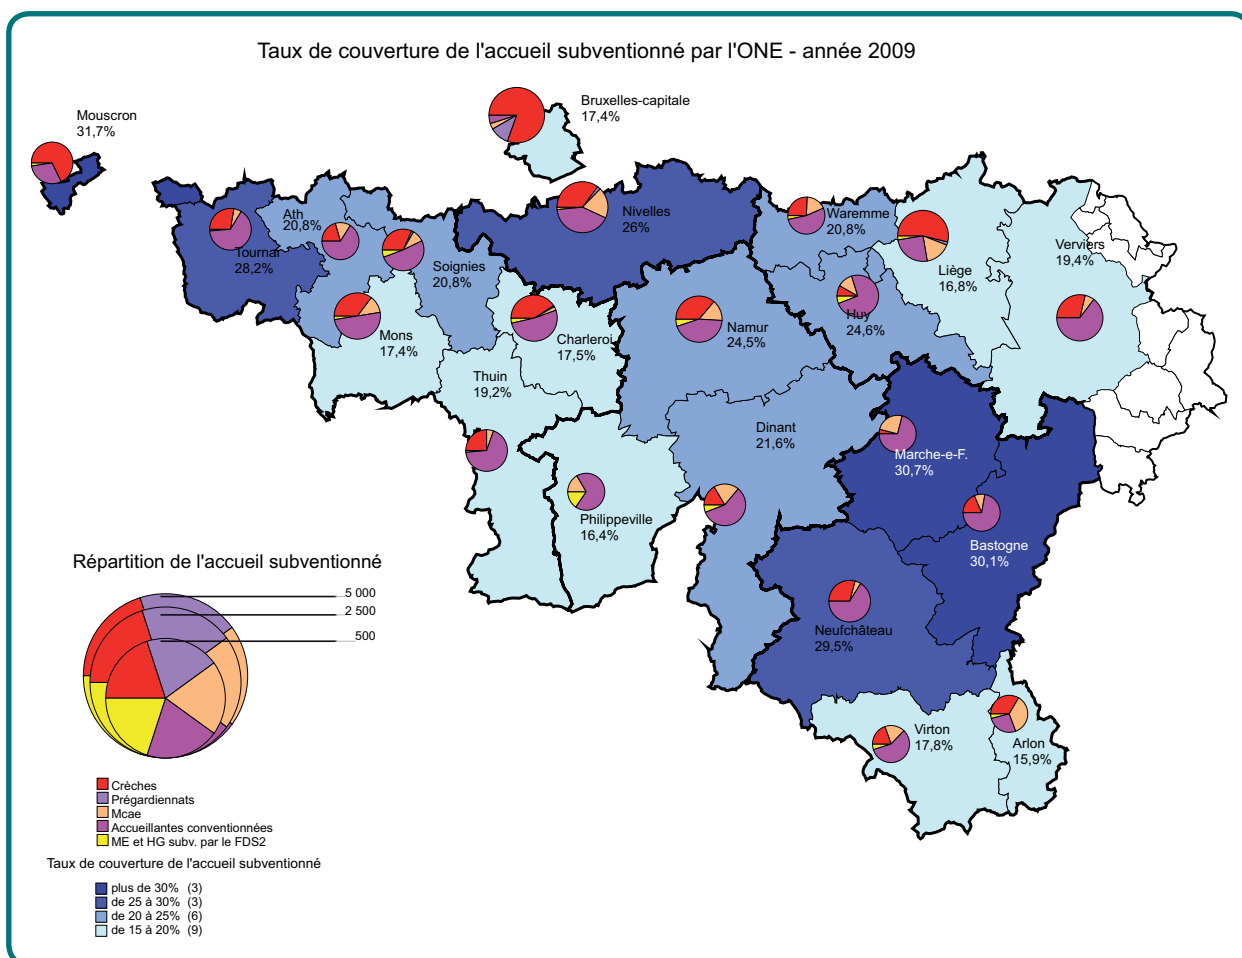 Taux de couverture de l'accueil subventionné par l'ONE - année 2009
Mouscron
31,7%
Bruxelles-capitale
17,4%
Ath
20,8%
Tournai
28,2%
Soignies
20,8%
Nivelles
26%
Waremme
20,8%
Liège
16,8%
Verviers
19,4%
Huy
24,6%
Mons
17,4%
Charleroi
17,5%
Namur
24,5%
Thuin
19,2%
Dinant
21,6%
Marche-e-F.
30,7%
Philippeville
16,4%
Bastogne
30,1%
Neufchâteau
29,5%
Virton
17,8%
Arlon
15,9%
Répartition de l'accueil subventionné
5 000
2 500
500
Crèches
Prégardiennats
Mcae
Accueillantes conventionnées
ME et HG subv. par le FDS2
Taux de couverture de l'accueil subventionné
plus de 30% (3)
de 25 à 30% (3)
de 20 à 25% (6)
de 15 à 20% (9)